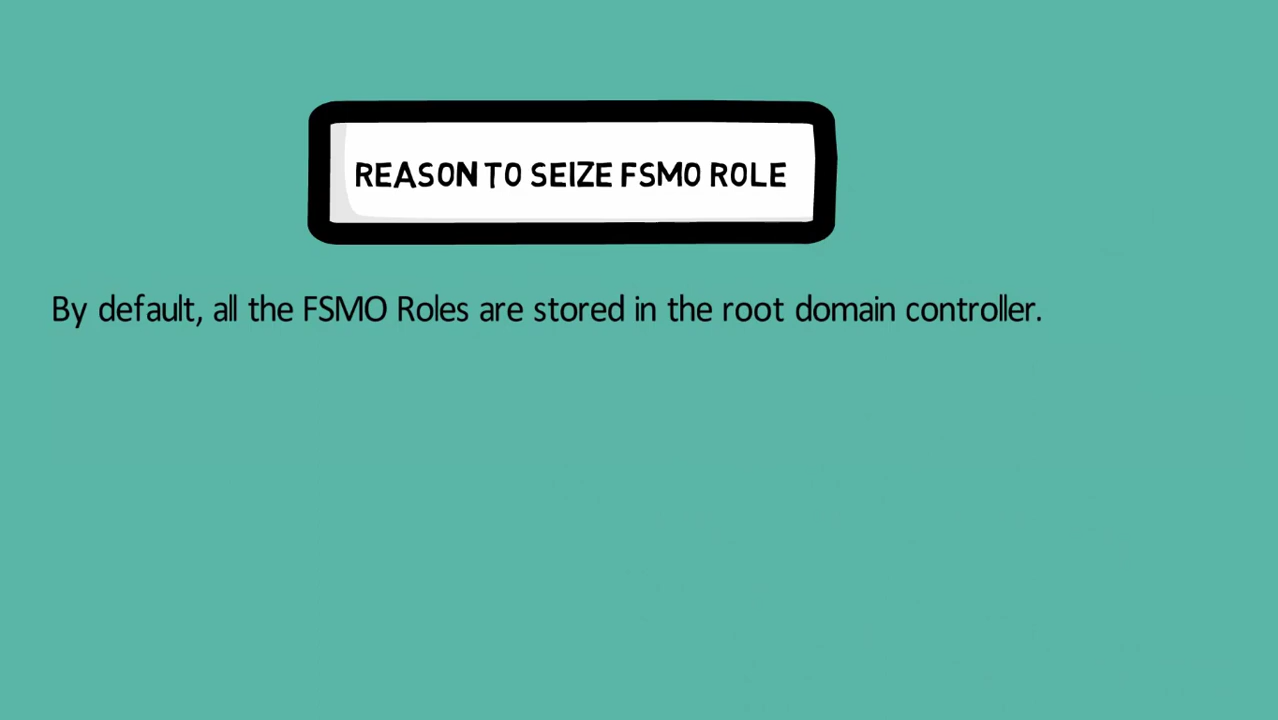 REASON TO SEIZE FSMO ROLE
By default, all the FSMO Roles are stored in the root domain controller.